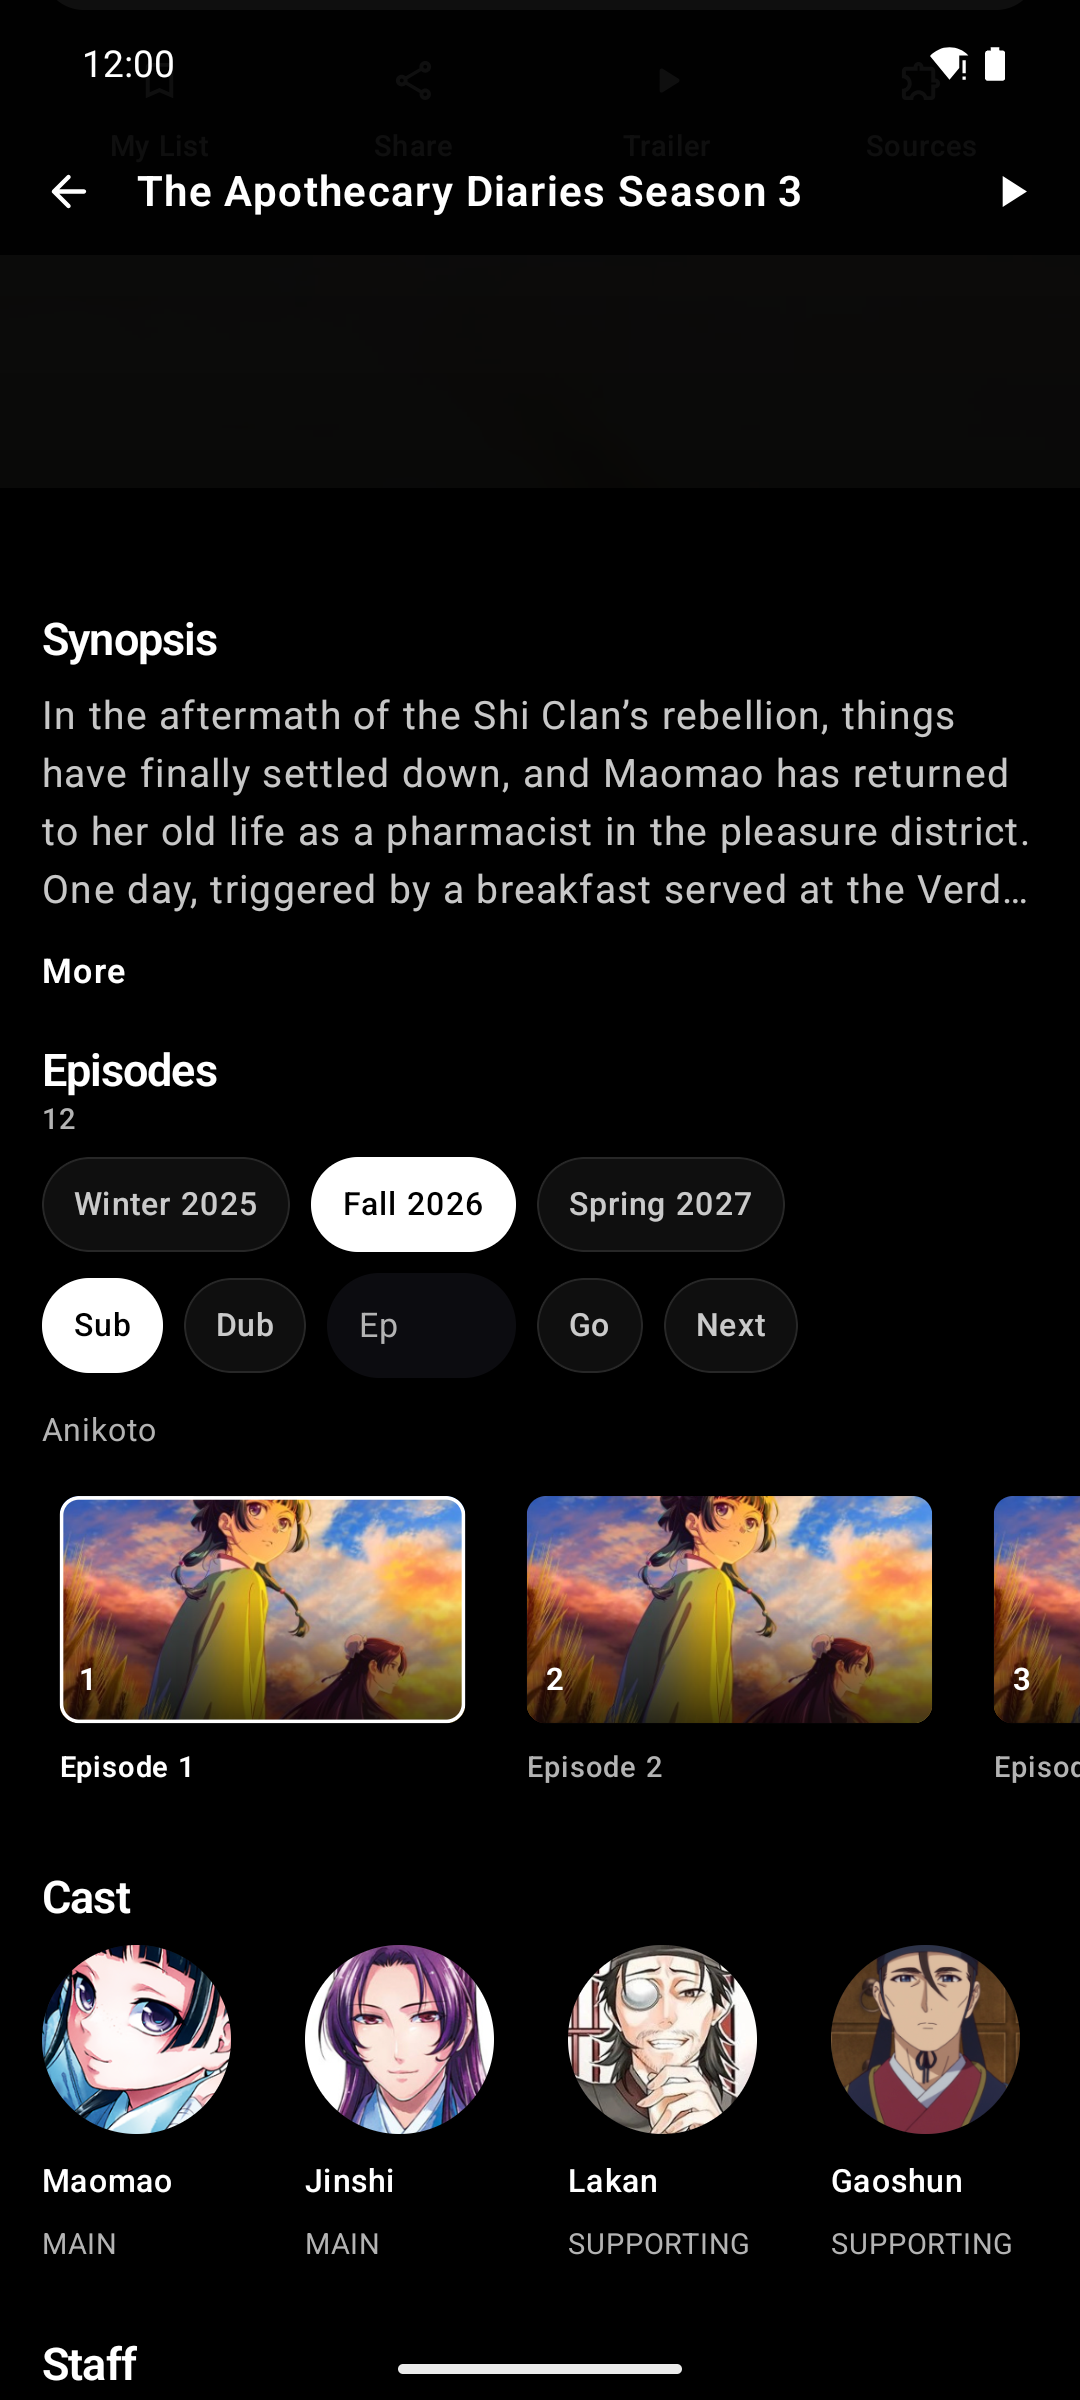 12:00
My List
Share
Trailer
Sources
The Apothecary Diaries Season 3
Synopsis
In the aftermath of the Shi Clan’s rebellion, things
have finally settled down, and Maomao has returned
to her old life as a pharmacist in the pleasure district.
One day, triggered by a breakfast served at the Verd…
More
Episodes
12
Winter 2025
Fall 2026
Spring 2027
Sub
Dub
Ep
Go
Next
Anikoto
1
2
3
Episode 1
Episode 2
Episod
Cast
Maomao
Jinshi
Lakan
Gaoshun
MAIN
MAIN
SUPPORTING
SUPPORTING
Staff